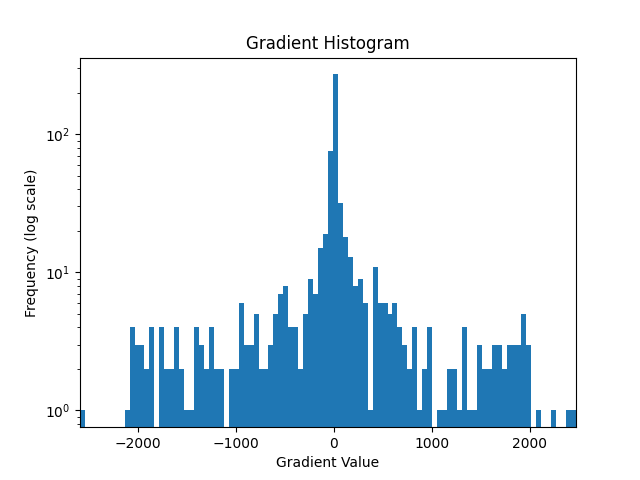 Gradient Histogram
Frequency (log scale)
10²
10¹
10⁰
−2000 −1000 0 1000 2000
Gradient Value